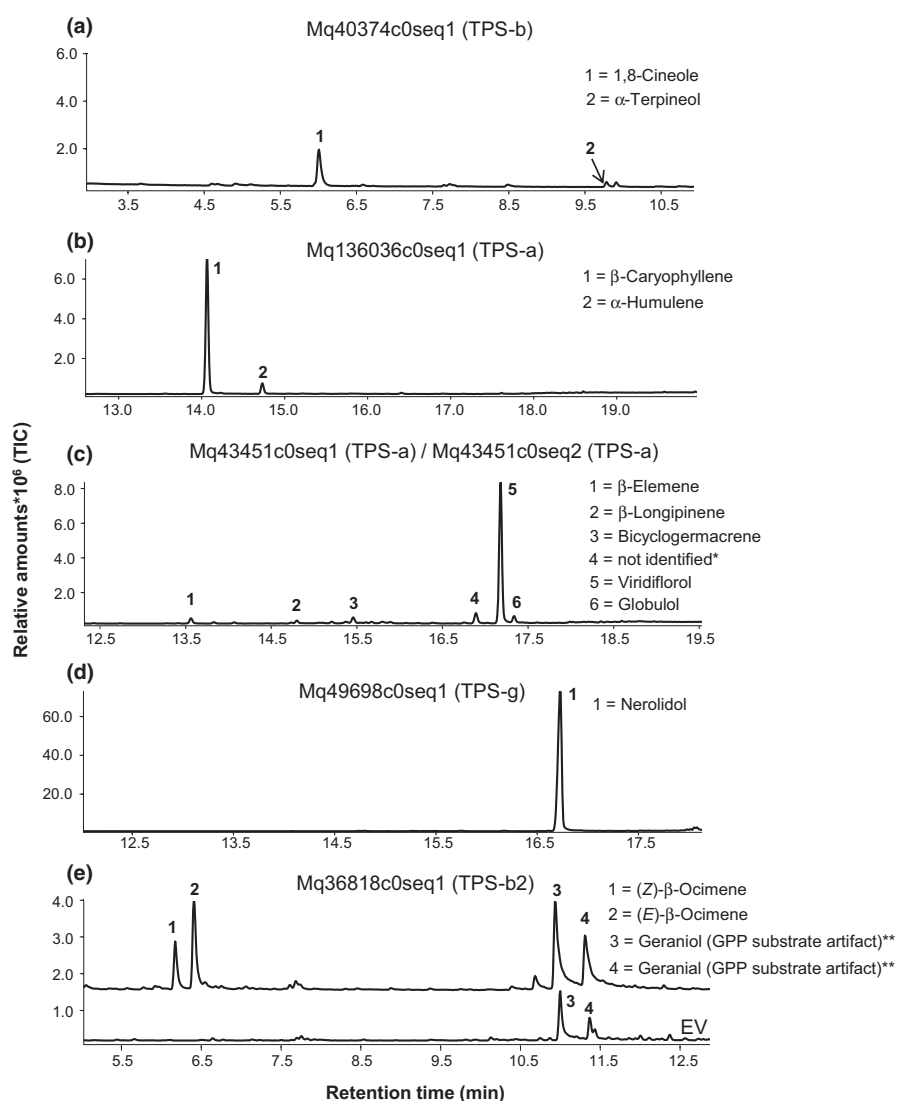 (a)
Mq40374c0seq1 (TPS-b)
6.0
4.0
2.0
1 = 1,8-Cineole
2 = α-Terpineol
1
2
3.5 4.5 5.5 6.5 7.5 8.5 9.5 10.5
(b)
Mq136036c0seq1 (TPS-a)
6.0
4.0
2.0
1 = β-Caryophyllene
2 = α-Humulene
1
2
13.0 14.0 15.0 16.0 17.0 18.0 19.0
Relative amounts*10⁶ (TIC)
(c)
Mq43451c0seq1 (TPS-a) / Mq43451c0seq2 (TPS-a)
8.0
6.0
4.0
2.0
1 = β-Elemene
2 = β-Longipinene
3 = Bicyclogermacrene
4 = not identified*
5 = Viridiflorol
6 = Globulol
1 2 3 4 5 6
12.5 13.5 14.5 15.5 16.5 17.5 18.5 19.5
(d)
Mq49698c0seq1 (TPS-g)
60.0
40.0
20.0
1
1 = Nerolidol
12.5 13.5 14.5 15.5 16.5 17.5
(e)
Mq36818c0seq1 (TPS-b2)
4.0
3.0
2.0
1.0
1 = (Z)-β-Ocimene
2 = (E)-β-Ocimene
3 = Geraniol (GPP substrate artifact)**
4 = Geranial (GPP substrate artifact)**
1 2 3 4
3 4
EV
5.5 6.5 7.5 8.5 9.5 10.5 11.5 12.5
Retention time (min)